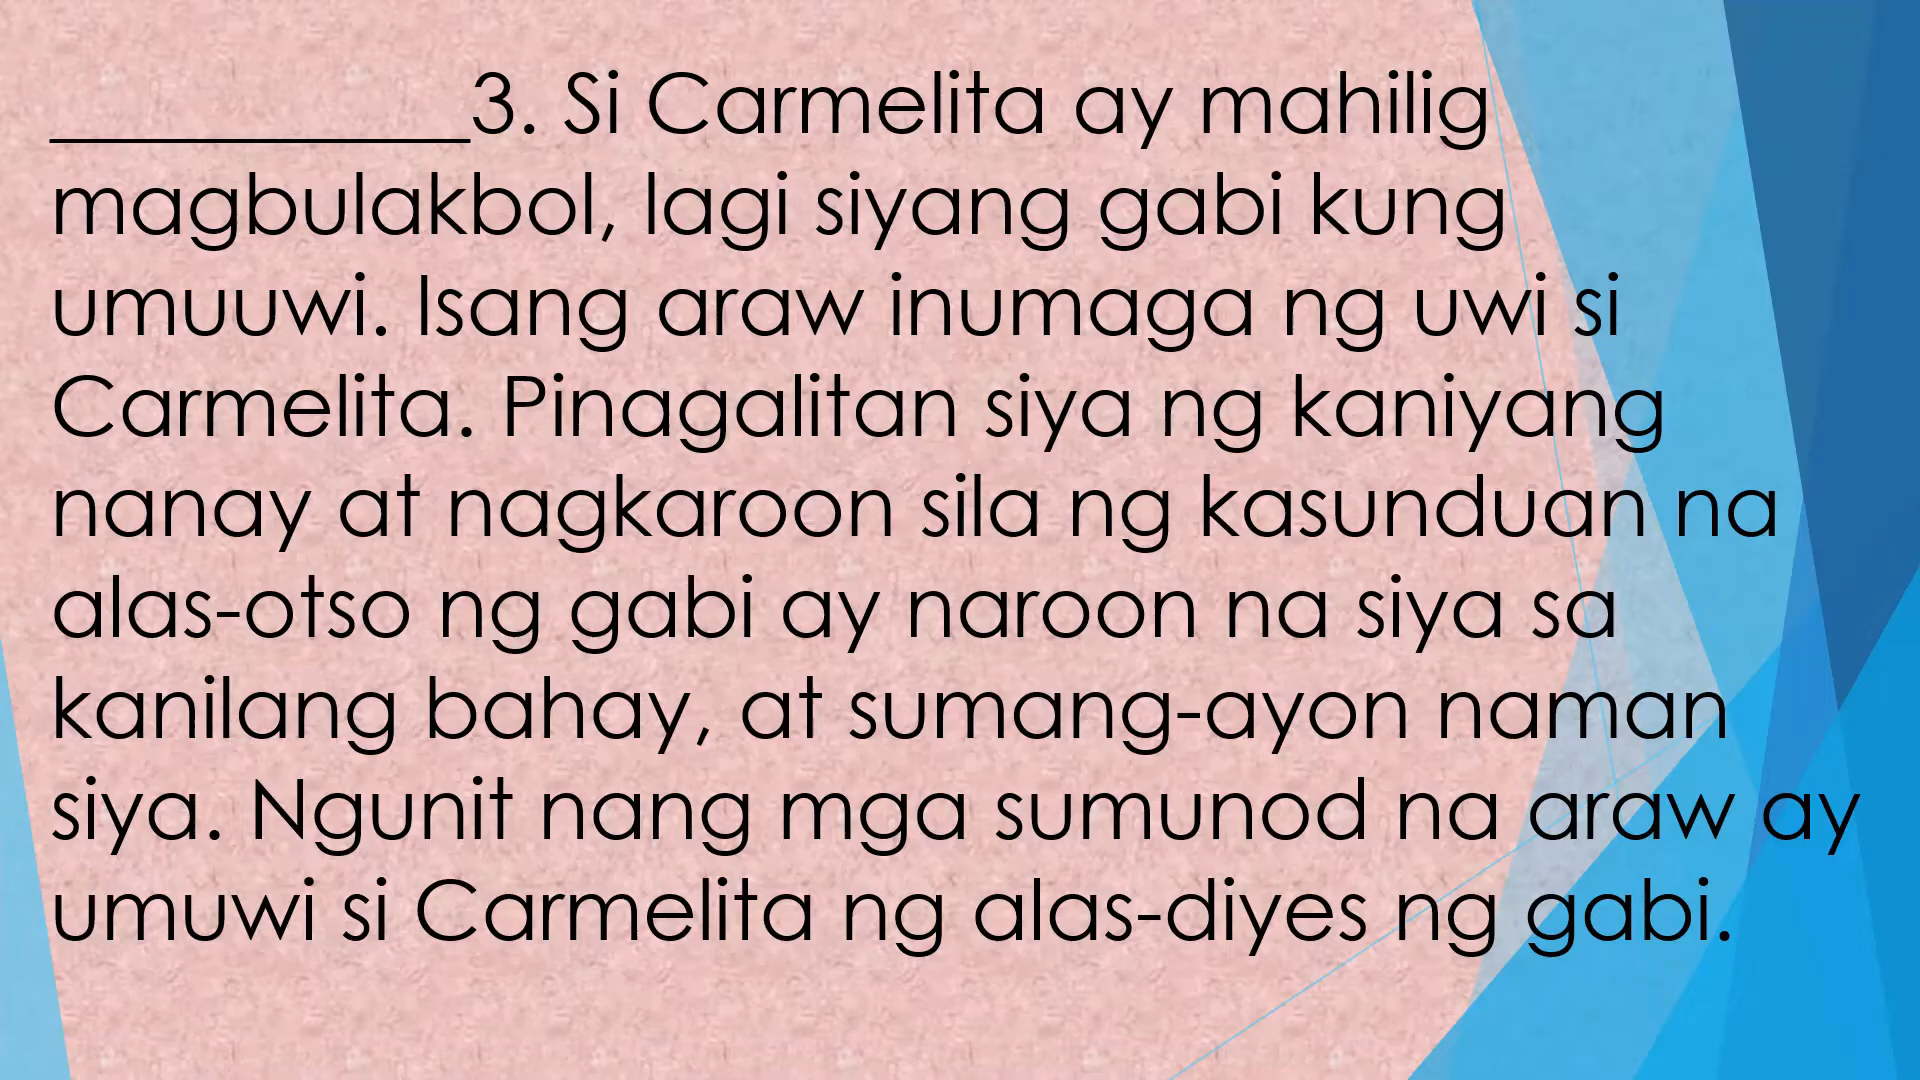 __________3. Si Carmelita ay mahilig
magbulakbol, lagi siyang gabi kung
umuuwi. Isang araw inumaga ng uwi si
Carmelita. Pinagalitan siya ng kaniyang
nanay at nagkaroon sila ng kasunduan na
alas-otso ng gabi ay naroon na siya sa
kanilang bahay, at sumang-ayon naman
siya. Ngunit nang mga sumunod na araw ay
umuwi si Carmelita ng alas-diyes ng gabi.